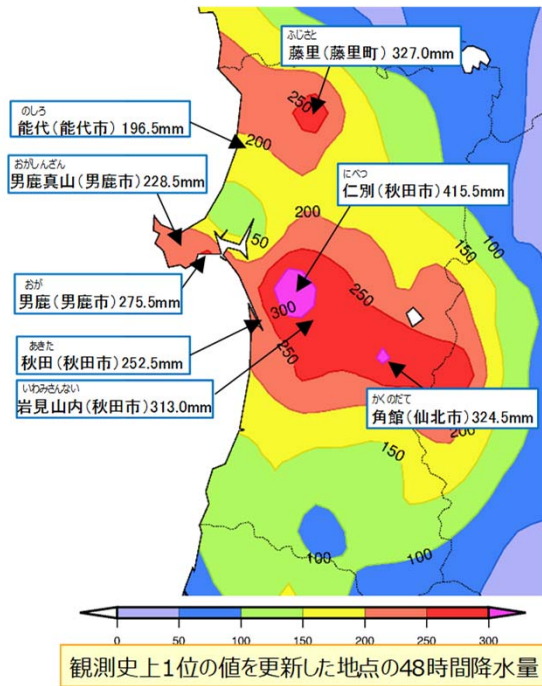 ふじさと
藤里(藤里町) 327.0mm
250
のしろ
能代(能代市) 196.5mm
200
おがしんざん
男鹿真山(男鹿市)228.5mm
にべつ
仁別(秋田市)415.5mm
200
100
50
150
おが
男鹿(男鹿市)275.5mm
250
300
あきた
秋田(秋田市)252.5mm
250
いわみさんない
岩見山内(秋田市)313.0mm
かくのだて
角館(仙北市)324.5mm
200
150
100
100
0 50 100 150 200 250 300
観測史上1位の値を更新した地点の48時間降水量